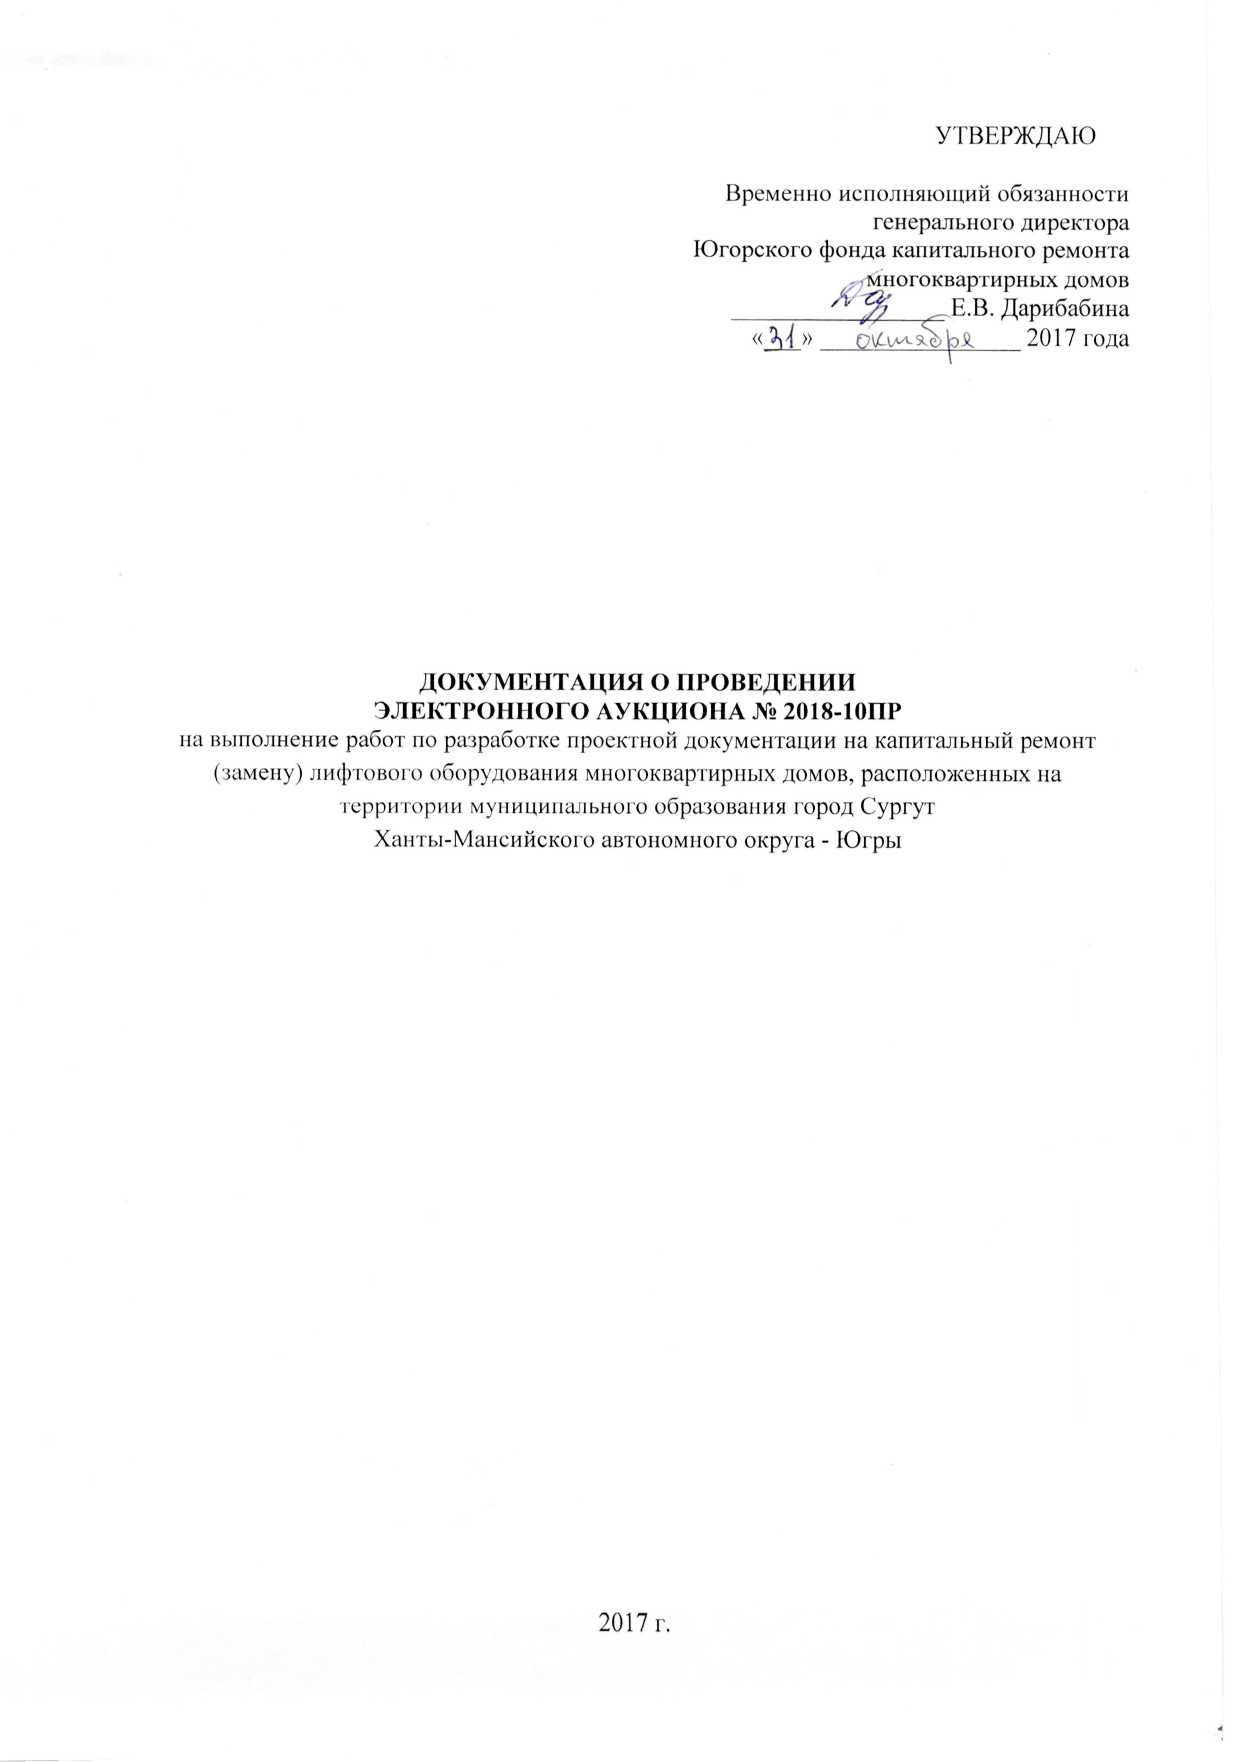 УТВЕРЖДАЮ
Временно исполняющий обязанности
генерального директора
Югорского фонда капитального ремонта
многоквартирных домов
Е.В. Дарибабина
«31» октября 2017 года
ДОКУМЕНТАЦИЯ О ПРОВЕДЕНИИ
ЭЛЕКТРОННОГО АУКЦИОНА № 2018-10ПР
на выполнение работ по разработке проектной документации на капитальный ремонт
(замену) лифтового оборудования многоквартирных домов, расположенных на
территории муниципального образования город Сургут
Ханты-Мансийского автономного округа - Югры
2017 г.